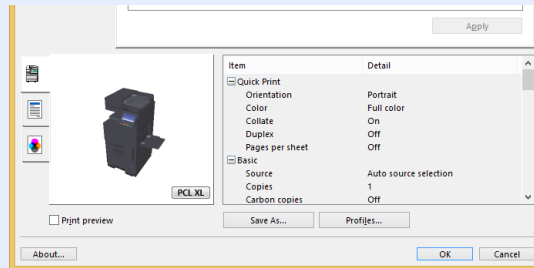 Apply
Item Detail
Quick Print
Orientation Portrait
Color Full color
Collate On
Duplex Off
Pages per sheet Off
Basic
Source Auto source selection
Copies 1
Carbon copies Off
PCL XL
Print preview Save As... Profiles...
About... OK Cancel